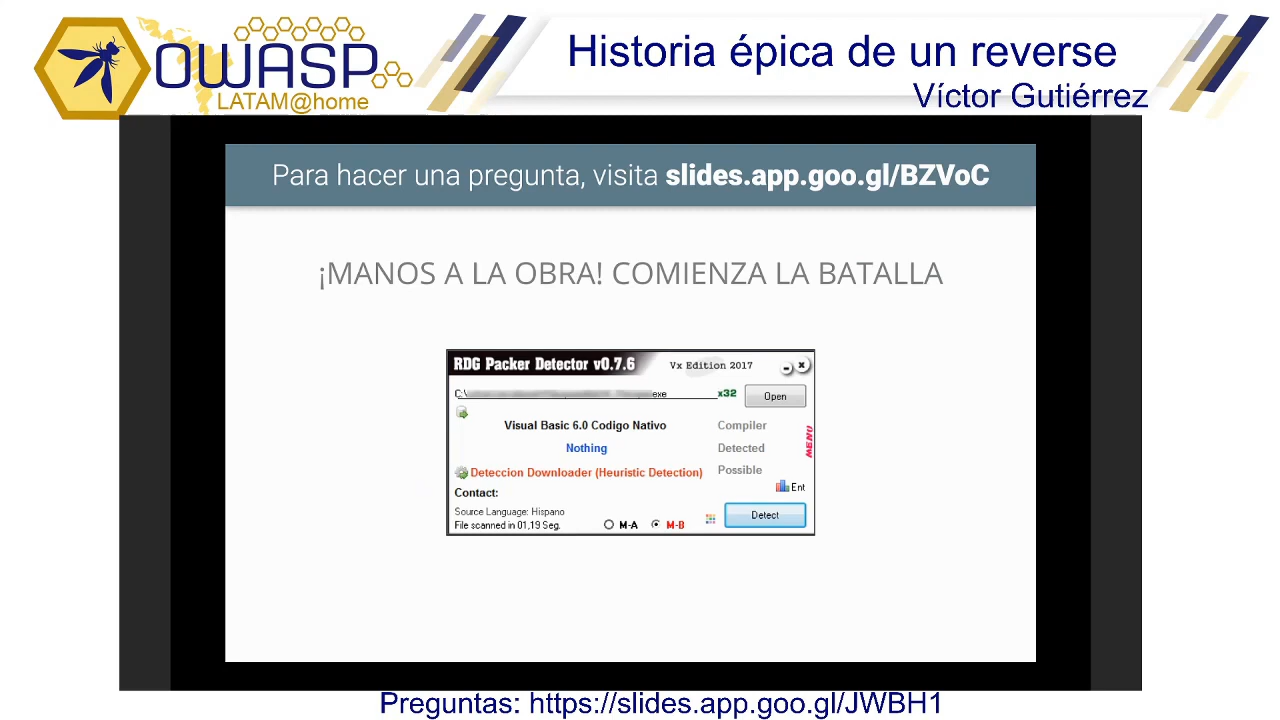 OWASP
LATAM@home
Historia épica de un reverse
Víctor Gutiérrez
Para hacer una pregunta, visita slides.app.goo.gl/BZVoC
¡MANOS A LA OBRA! COMIENZA LA BATALLA
RDG Packer Detector v0.7.6 Vx Edition 2017
C:\ exe x32 Open
Visual Basic 6.0 Codigo Nativo Compiler
Nothing Detected
MENU
Deteccion Downloader (Heuristic Detection) Possible
Ent
Contact:
Source Language: Hispano
File scanned in 01,19 Seg. M-A M-B Detect
Preguntas: https://slides.app.goo.gl/JWBH1